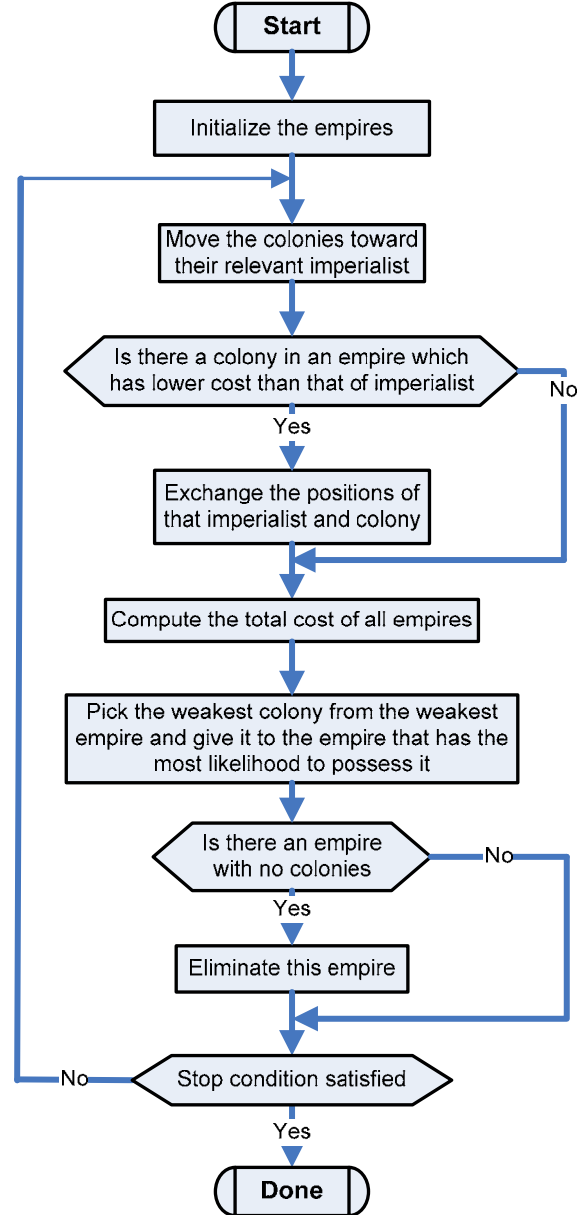 Start
Initialize the empires
Move the colonies toward
their relevant imperialist
Is there a colony in an empire which
has lower cost than that of imperialist
No
Yes
Exchange the positions of
that imperialist and colony
Compute the total cost of all empires
Pick the weakest colony from the weakest
empire and give it to the empire that has the
most likelihood to possess it
Is there an empire
with no colonies
No
Yes
Eliminate this empire
Stop condition satisfied
No
Yes
Done